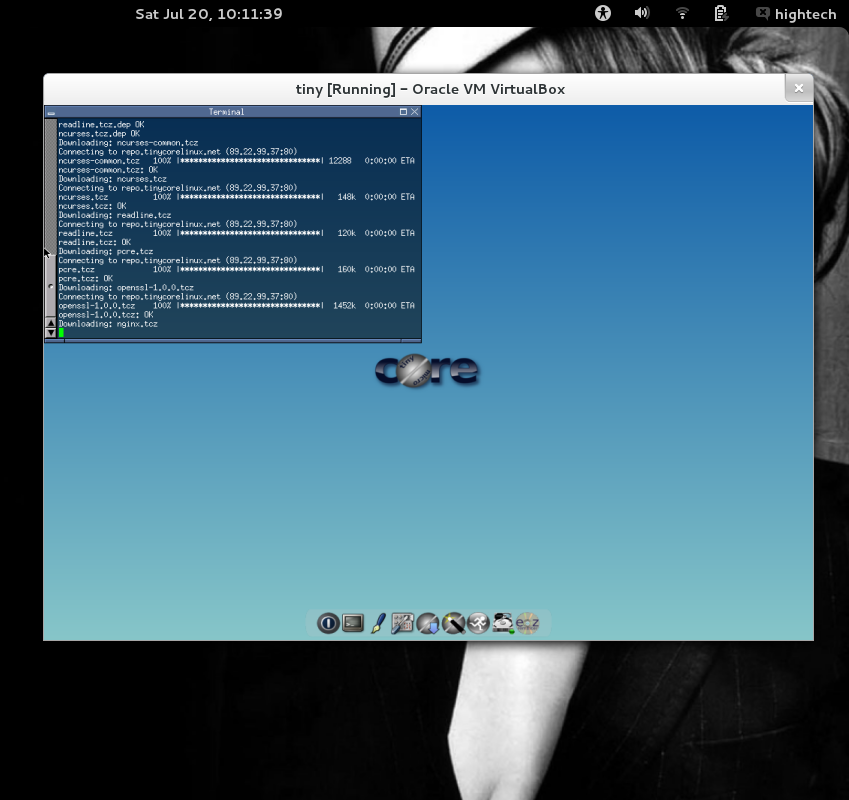 Sat Jul 20, 10:11:39
hightech
tiny [Running] - Oracle VM VirtualBox
Terminal
readline.tcz.dep OK
ncurses.tcz.dep OK
Downloading: ncurses-common.tcz
Connecting to repo.tinycorelinux.net (89.22.99.37:80)
ncurses-common.tcz 100% |*******************************| 12288 0:00:00 ETA
ncurses-common.tcz: OK
Downloading: ncurses.tcz
Connecting to repo.tinycorelinux.net (89.22.99.37:80)
ncurses.tcz 100% |*******************************| 148k 0:00:00 ETA
ncurses.tcz: OK
Downloading: readline.tcz
Connecting to repo.tinycorelinux.net (89.22.99.37:80)
readline.tcz 100% |*******************************| 120k 0:00:00 ETA
readline.tcz: OK
Downloading: pcre.tcz
Connecting to repo.tinycorelinux.net (89.22.99.37:80)
pcre.tcz 100% |*******************************| 160k 0:00:00 ETA
pcre.tcz: OK
Downloading: openssl-1.0.0.tcz
Connecting to repo.tinycorelinux.net (89.22.99.37:80)
openssl-1.0.0.tcz 100% |*******************************| 1452k 0:00:00 ETA
openssl-1.0.0.tcz: OK
Downloading: nginx.tcz
core
tiny
ezz